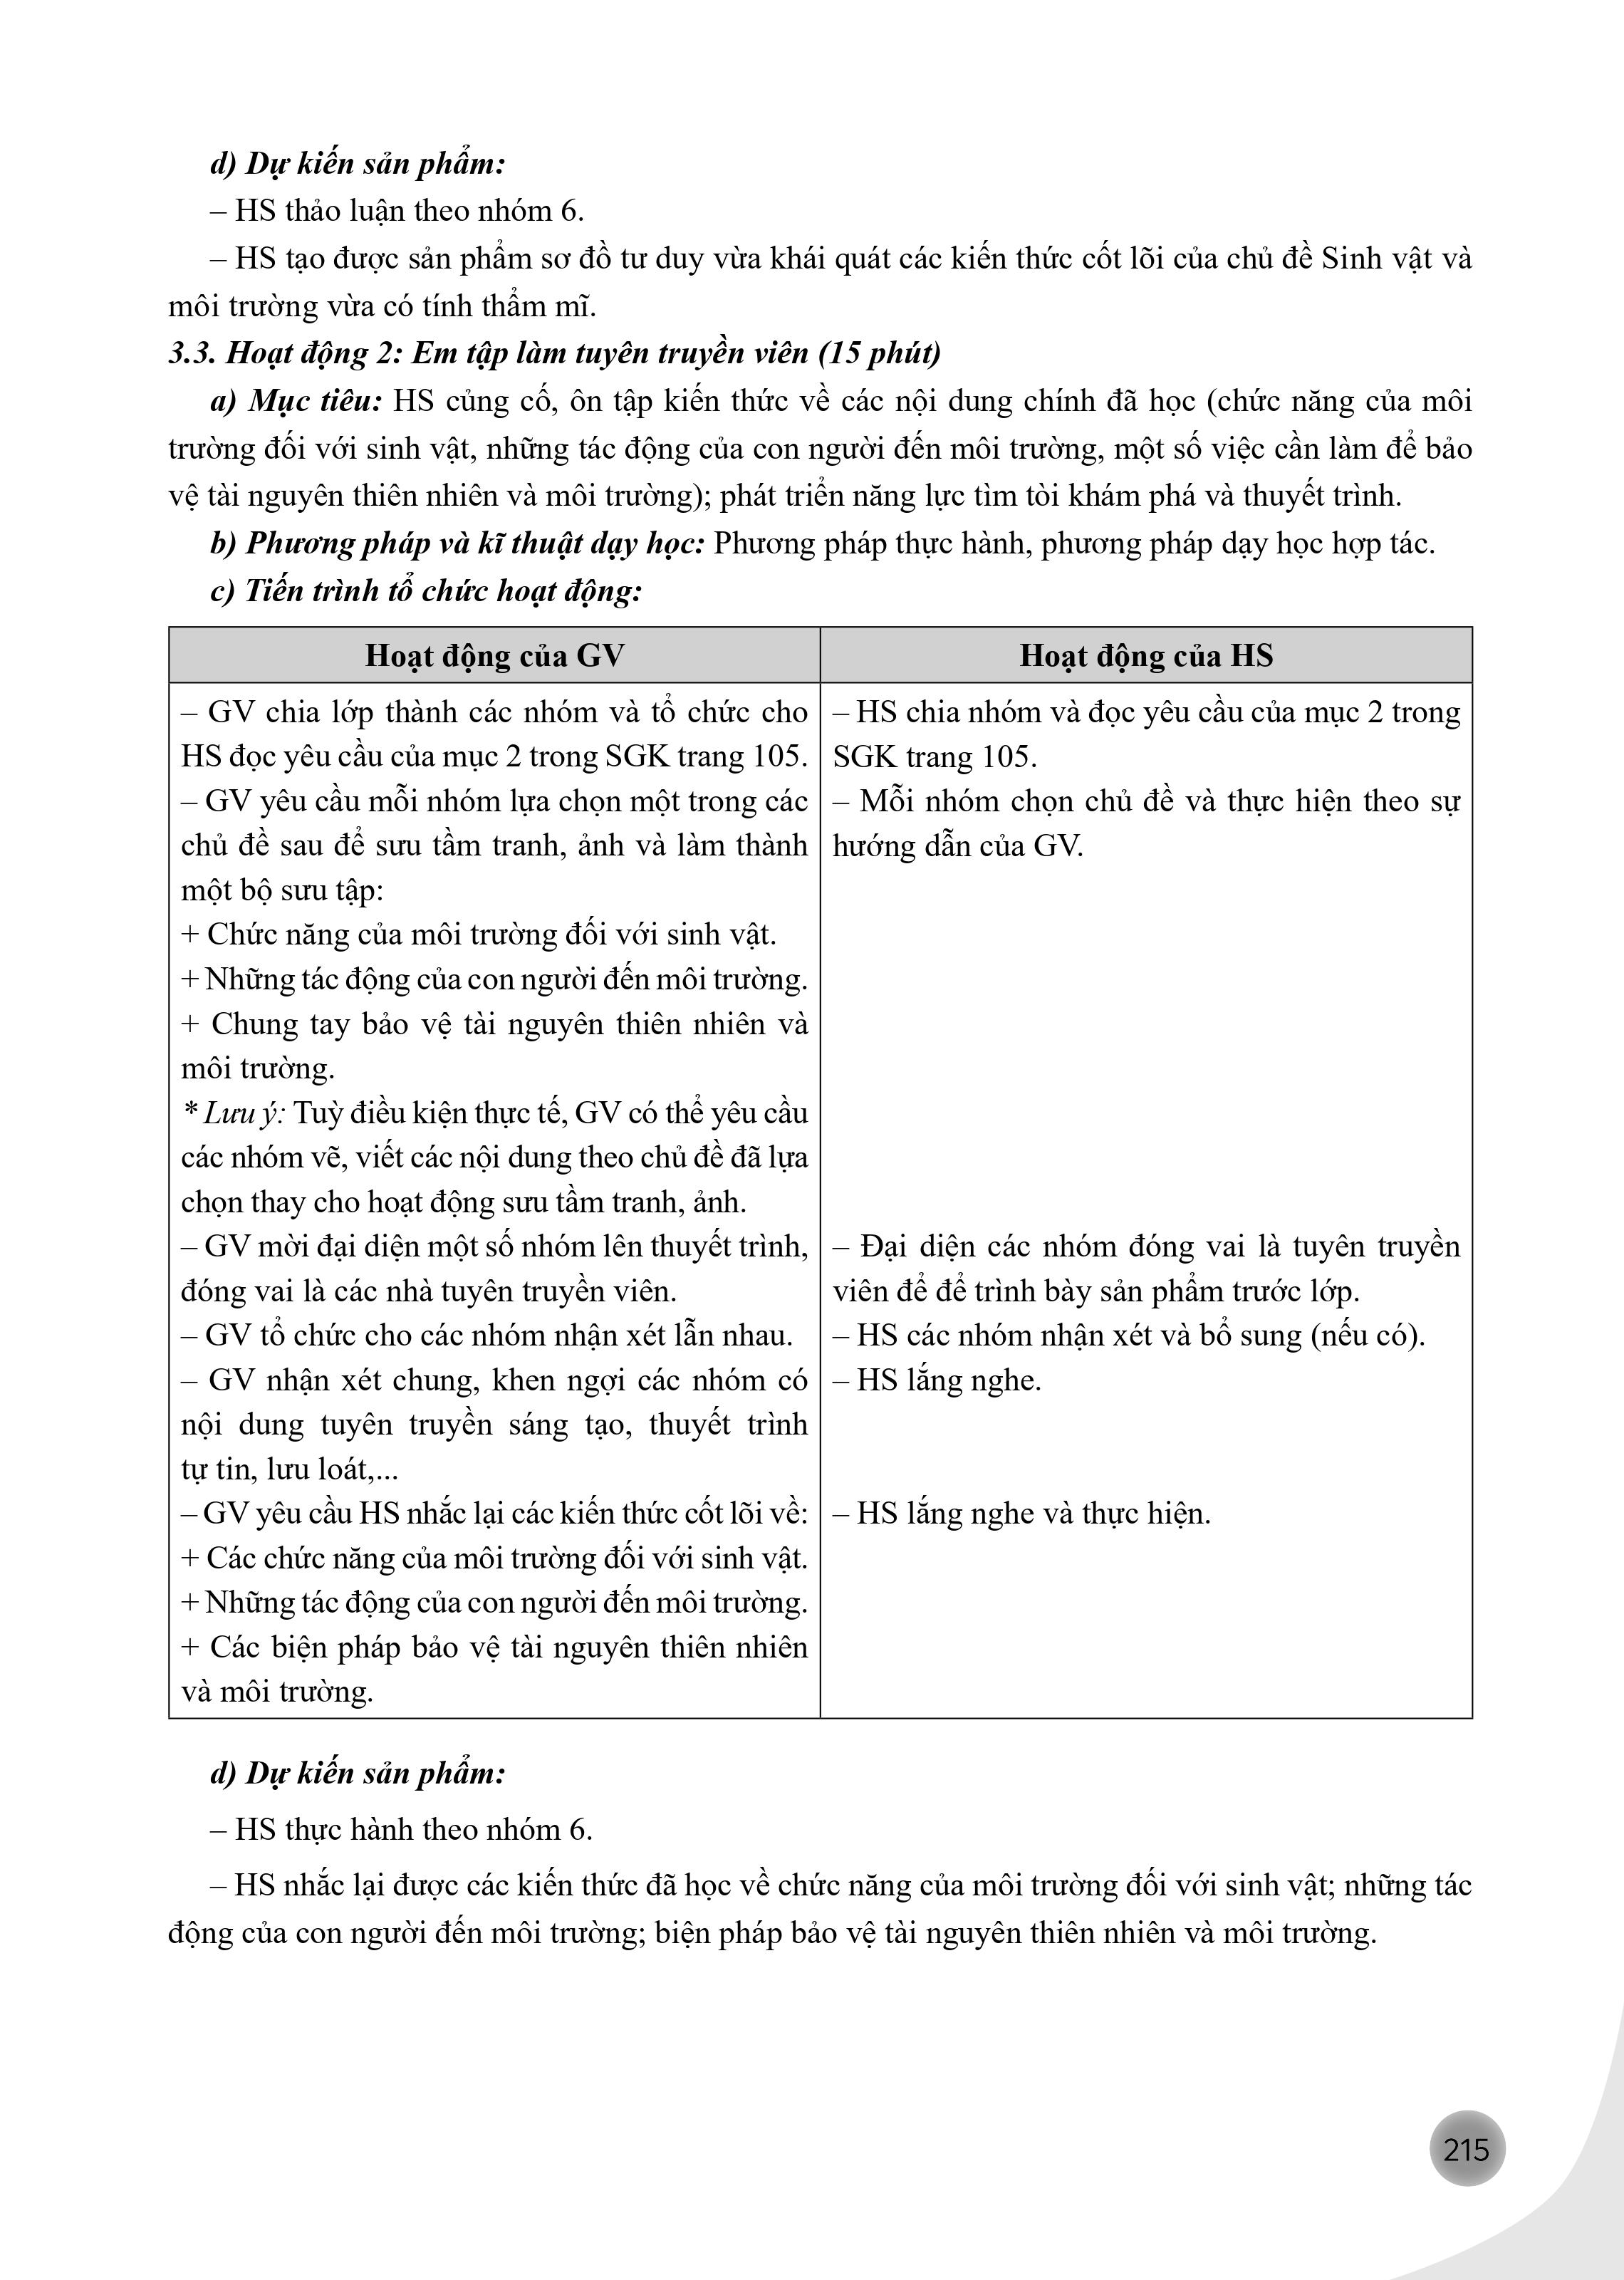 d) Dự kiến sản phẩm:
– HS thảo luận theo nhóm 6.
– HS tạo được sản phẩm sơ đồ tư duy vừa khái quát các kiến thức cốt lõi của chủ đề Sinh vật và
môi trường vừa có tính thẩm mĩ.
3.3. Hoạt động 2: Em tập làm tuyên truyền viên (15 phút)
a) Mục tiêu: HS củng cố, ôn tập kiến thức về các nội dung chính đã học (chức năng của môi
trường đối với sinh vật, những tác động của con người đến môi trường, một số việc cần làm để bảo
vệ tài nguyên thiên nhiên và môi trường); phát triển năng lực tìm tòi khám phá và thuyết trình.
b) Phương pháp và kĩ thuật dạy học: Phương pháp thực hành, phương pháp dạy học hợp tác.
c) Tiến trình tổ chức hoạt động:
Hoạt động của GV
– GV chia lớp thành các nhóm và tổ chức cho
HS đọc yêu cầu của mục 2 trong SGK trang 105.
– GV yêu cầu mỗi nhóm lựa chọn một trong các
chủ đề sau để sưu tầm tranh, ảnh và làm thành
một bộ sưu tập:
+ Chức năng của môi trường đối với sinh vật.
+ Những tác động của con người đến môi trường.
+ Chung tay bảo vệ tài nguyên thiên nhiên và
môi trường.
* Lưu ý: Tuỳ điều kiện thực tế, GV có thể yêu cầu
các nhóm vẽ, viết các nội dung theo chủ đề đã lựa
chọn thay cho hoạt động sưu tầm tranh, ảnh.
– GV mời đại diện một số nhóm lên thuyết trình,
đóng vai là các nhà tuyên truyền viên.
– GV tổ chức cho các nhóm nhận xét lẫn nhau.
– GV nhận xét chung, khen ngợi các nhóm có
nội dung tuyên truyền sáng tạo, thuyết trình
tự tin, lưu loát,...
– GV yêu cầu HS nhắc lại các kiến thức cốt lõi về:
+ Các chức năng của môi trường đối với sinh vật.
+ Những tác động của con người đến môi trường.
+ Các biện pháp bảo vệ tài nguyên thiên nhiên
và môi trường.
Hoạt động của HS
– HS chia nhóm và đọc yêu cầu của mục 2 trong
SGK trang 105.
– Mỗi nhóm chọn chủ đề và thực hiện theo sự
hướng dẫn của GV.
– Đại diện các nhóm đóng vai là tuyên truyền
viên để để trình bày sản phẩm trước lớp.
– HS các nhóm nhận xét và bổ sung (nếu có).
– HS lắng nghe.
– HS lắng nghe và thực hiện.
d) Dự kiến sản phẩm:
– HS thực hành theo nhóm 6.
– HS nhắc lại được các kiến thức đã học về chức năng của môi trường đối với sinh vật; những tác
động của con người đến môi trường; biện pháp bảo vệ tài nguyên thiên nhiên và môi trường.
215